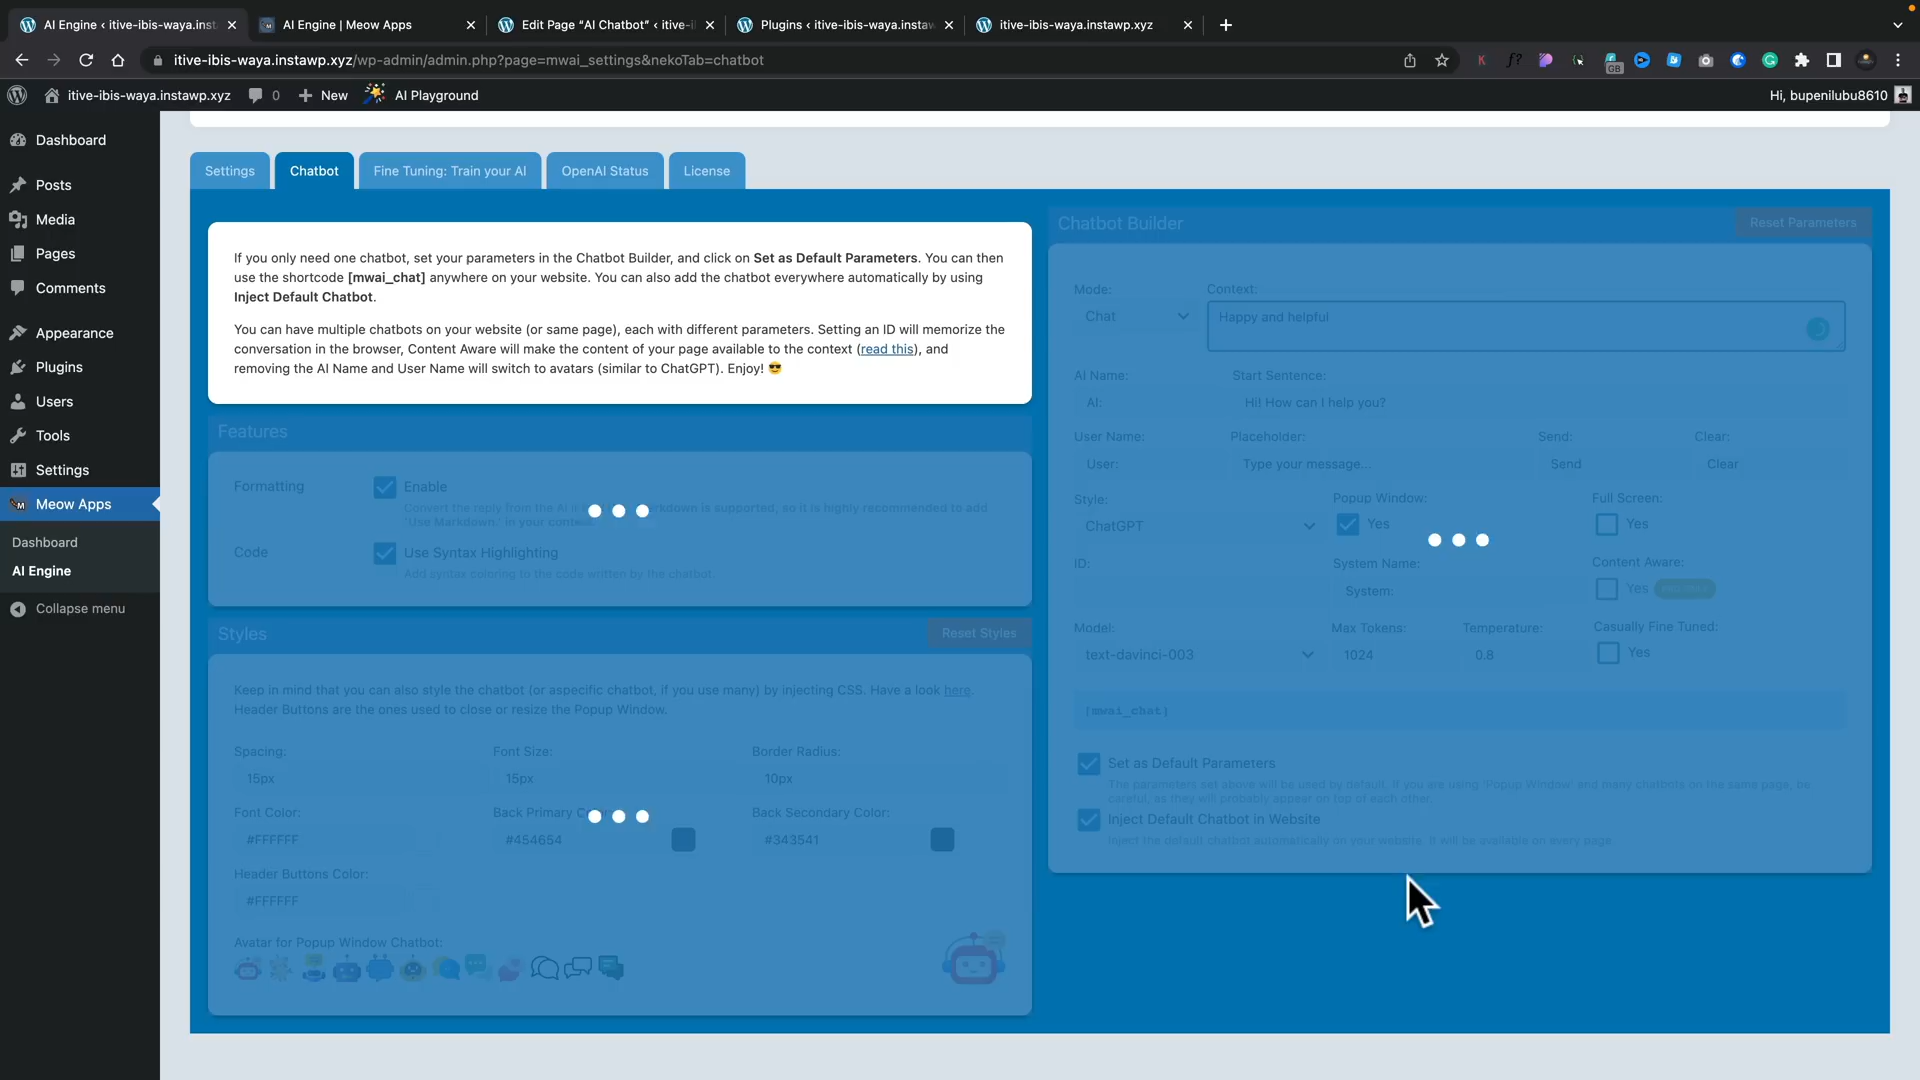 AI Engine ‹ itive-ibis-waya.inst
AI Engine | Meow Apps
Edit Page “AI Chatbot” ‹ itive-i
Plugins ‹ itive-ibis-waya.instaw
itive-ibis-waya.instawp.xyz
itive-ibis-waya.instawp.xyz/wp-admin/admin.php?page=mwai_settings&nekoTab=chatbot
itive-ibis-waya.instawp.xyz
0
New
AI Playground
Hi, bupenilubu8610
Dashboard
Posts
Media
Pages
Comments
Appearance
Plugins
Users
Tools
Settings
Meow Apps
Dashboard
AI Engine
Collapse menu
Settings
Chatbot
Fine Tuning: Train your AI
OpenAI Status
License
If you only need one chatbot, set your parameters in the Chatbot Builder, and click on Set as Default Parameters. You can then
use the shortcode [mwai_chat] anywhere on your website. You can also add the chatbot everywhere automatically by using
Inject Default Chatbot.
You can have multiple chatbots on your website (or same page), each with different parameters. Setting an ID will memorize the
conversation in the browser, Content Aware will make the content of your page available to the context (read this), and
removing the AI Name and User Name will switch to avatars (similar to ChatGPT). Enjoy! 😎
Features
Formatting
Enable
Convert the reply from the AI is supported, so it is highly recommended to add
'Use Markdown.' in your
Code
Use Syntax Highlighting
Add syntax coloring to the code written by the chatbot.
Styles
Reset Styles
Keep in mind that you can also style the chatbot (or aspecific chatbot, if you use many) by injecting CSS. Have a look here.
Header Buttons are the ones used to close or resize the Popup Window.
Spacing:
Font Size:
Border Radius:
15px
15px
10px
Font Color:
Back Primary
Back Secondary Color:
#FFFFFF
#454654
#343541
Header Buttons Color:
#FFFFFF
Avatar for Popup Window Chatbot:
Chatbot Builder
Reset Parameters
Mode:
Context:
Chat
Happy and helpful
AI Name:
Start Sentence:
AI:
Hi! How can I help you?
User Name:
Placeholder:
Send:
Clear:
User:
Type your message...
Send
Clear
Style:
Popup Window:
Full Screen:
ChatGPT
Yes
Yes
ID:
System Name:
Content Aware:
System:
Yes
Model:
Max Tokens:
Temperature:
Casually Fine Tuned:
text-davinci-003
1024
0.8
Yes
[mwai_chat]
Set as Default Parameters
The parameters set above will be used by default. If you are using 'Popup Window' and many chatbots on the same page, be
careful, as they will probably appear on top of each other.
Inject Default Chatbot in Website
Inject the default chatbot automatically on your website. It will be available on every page.